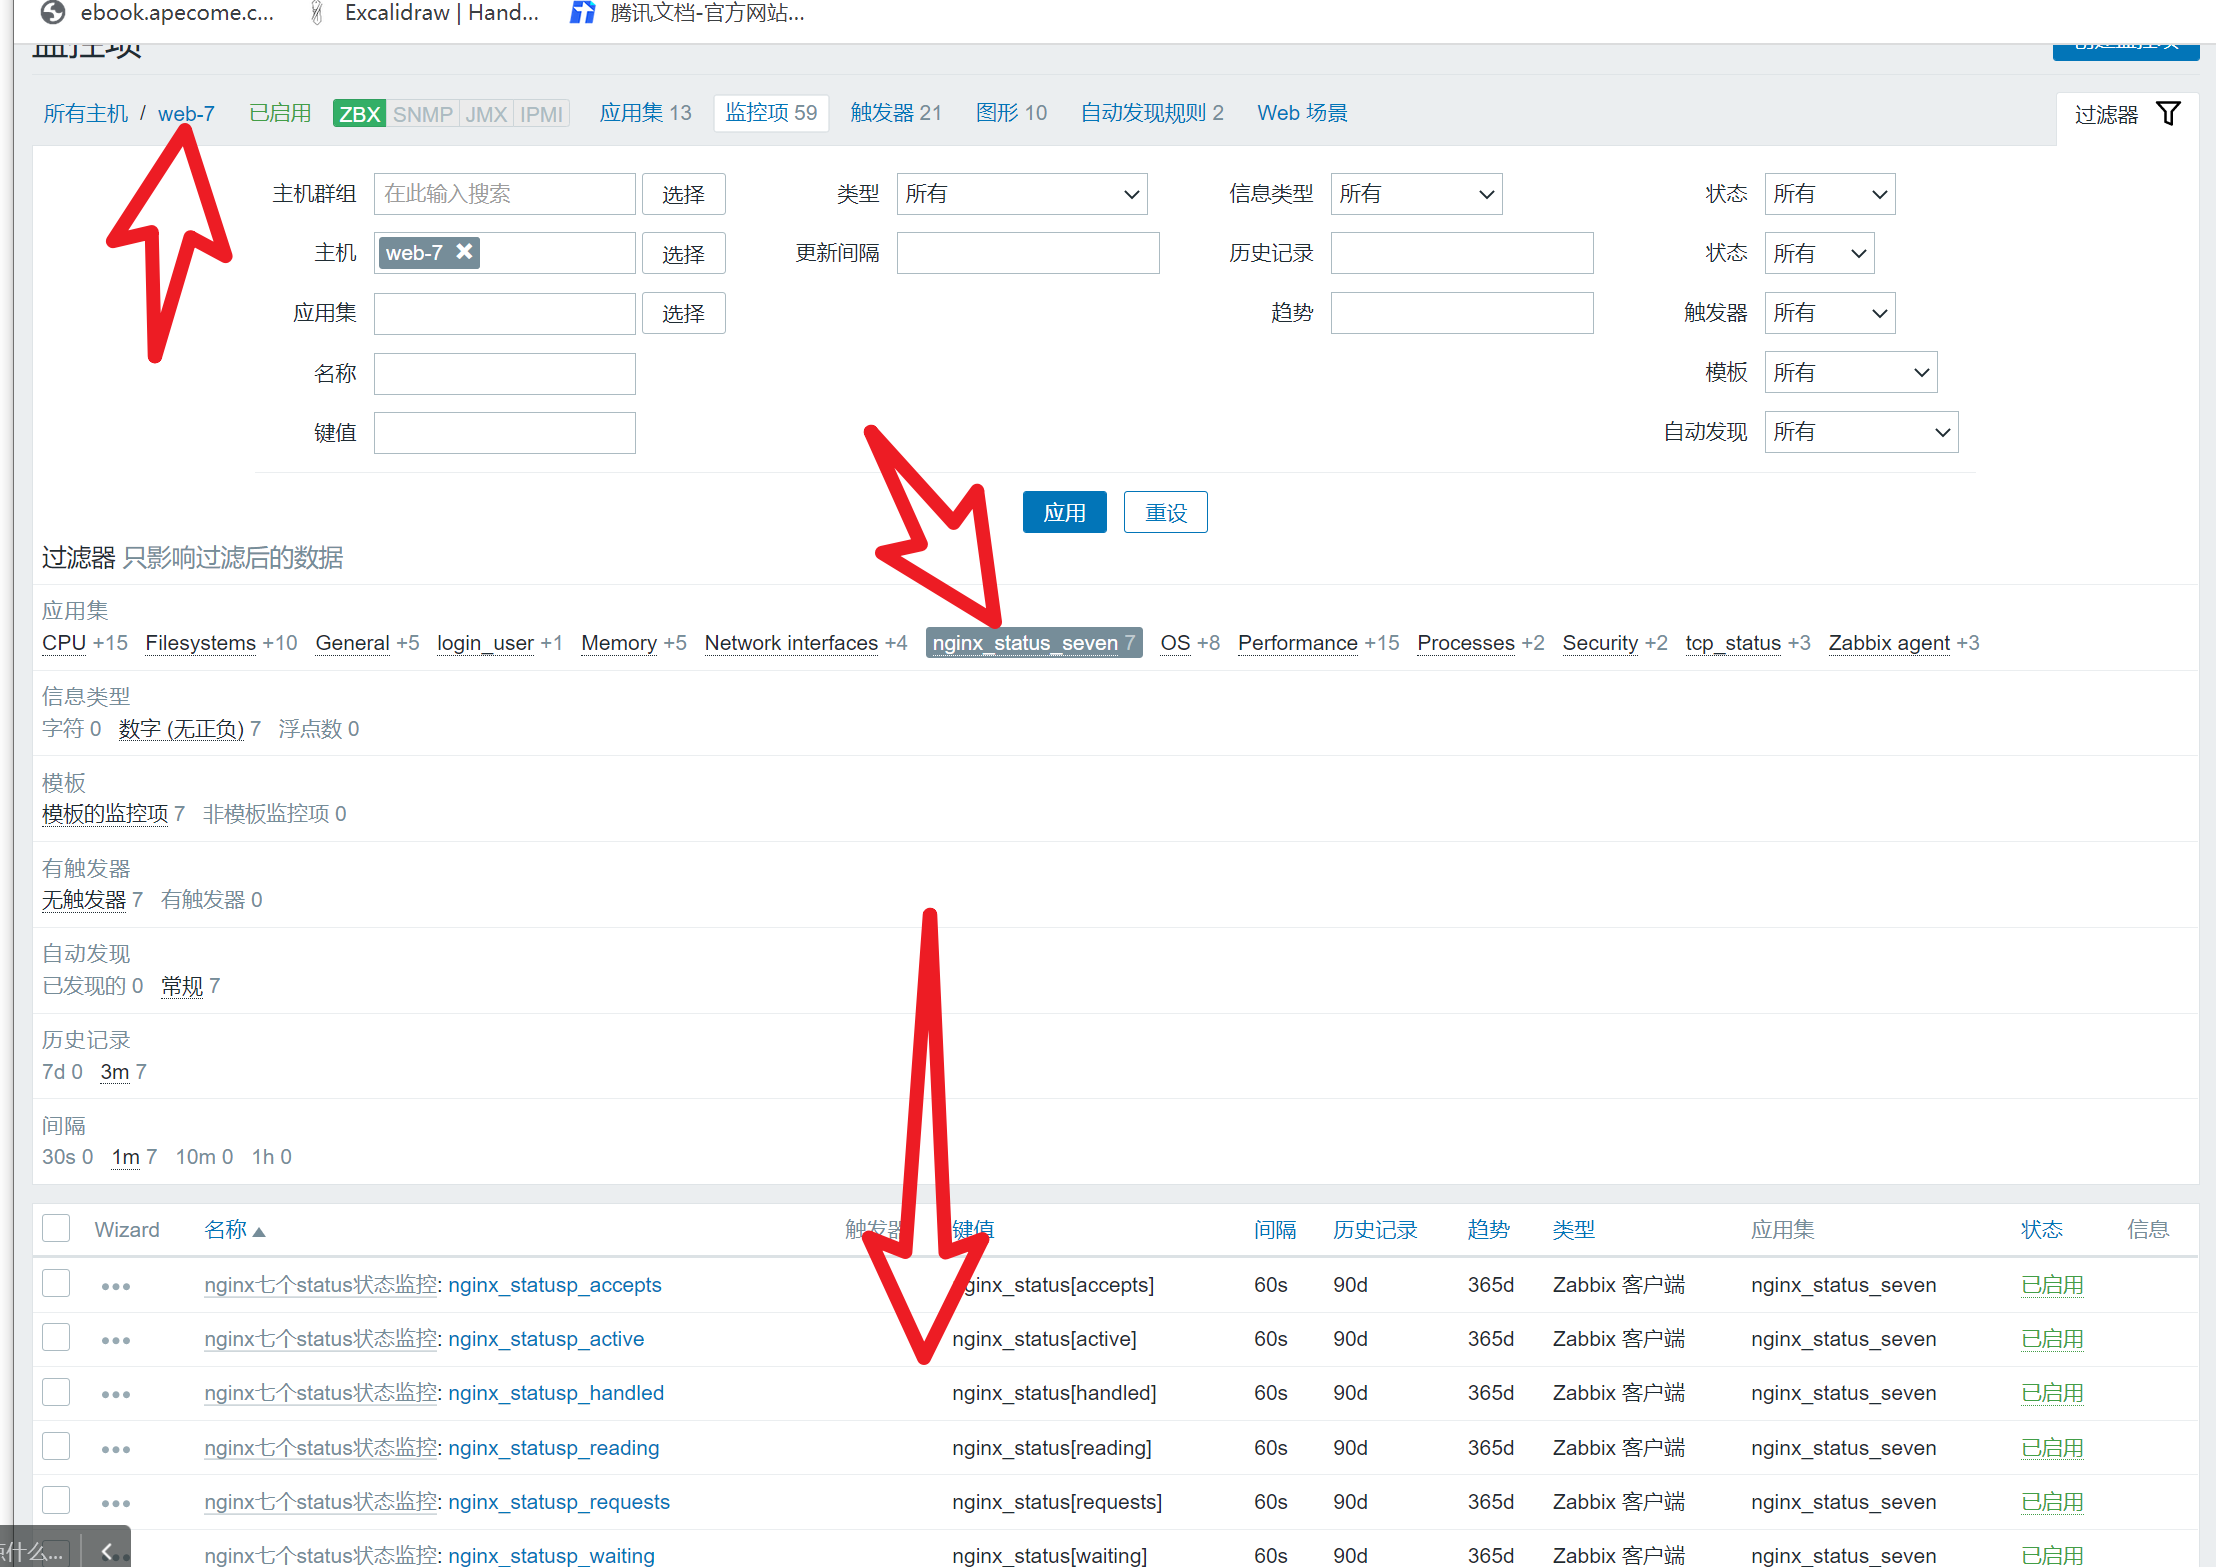 ebook.apecome.c... Excalidraw | Hand... 腾讯文档-官方网站...
监控项 创建监控项
所有主机 / web-7 已启用 ZBX SNMP JMX IPMI 应用集 13 监控项 59 触发器 21 图形 10 自动发现规则 2 Web 场景 过滤器
主机群组 在此输入搜索 选择 类型 所有 信息类型 所有 状态 所有
主机 web-7 选择 更新间隔 历史记录 状态 所有
应用集 选择 趋势 触发器 所有
名称 模板 所有
键值 自动发现 所有
应用 重设
过滤器 只影响过滤后的数据
应用集
CPU +15 Filesystems +10 General +5 login_user +1 Memory +5 Network interfaces +4 nginx_status_seven 7 OS +8 Performance +15 Processes +2 Security +2 tcp_status +3 Zabbix agent +3
信息类型
字符 0 数字 (无正负) 7 浮点数 0
模板
模板的监控项 7 非模板监控项 0
有触发器
无触发器 7 有触发器 0
自动发现
已发现的 0 常规 7
历史记录
7d 0 3m 7
间隔
30s 0 1m 7 10m 0 1h 0
Wizard 名称 触发器 键值 间隔 历史记录 趋势 类型 应用集 状态 信息
nginx七个status状态监控: nginx_statusp_accepts nginx_status[accepts] 60s 90d 365d Zabbix 客户端 nginx_status_seven 已启用
nginx七个status状态监控: nginx_statusp_active nginx_status[active] 60s 90d 365d Zabbix 客户端 nginx_status_seven 已启用
nginx七个status状态监控: nginx_statusp_handled nginx_status[handled] 60s 90d 365d Zabbix 客户端 nginx_status_seven 已启用
nginx七个status状态监控: nginx_statusp_reading nginx_status[reading] 60s 90d 365d Zabbix 客户端 nginx_status_seven 已启用
nginx七个status状态监控: nginx_statusp_requests nginx_status[requests] 60s 90d 365d Zabbix 客户端 nginx_status_seven 已启用
什么... nginx七个status状态监控: nginx_statusp_waiting nginx_status[waiting] 60s 90d 365d Zabbix 客户端 nginx_status_seven 已启用